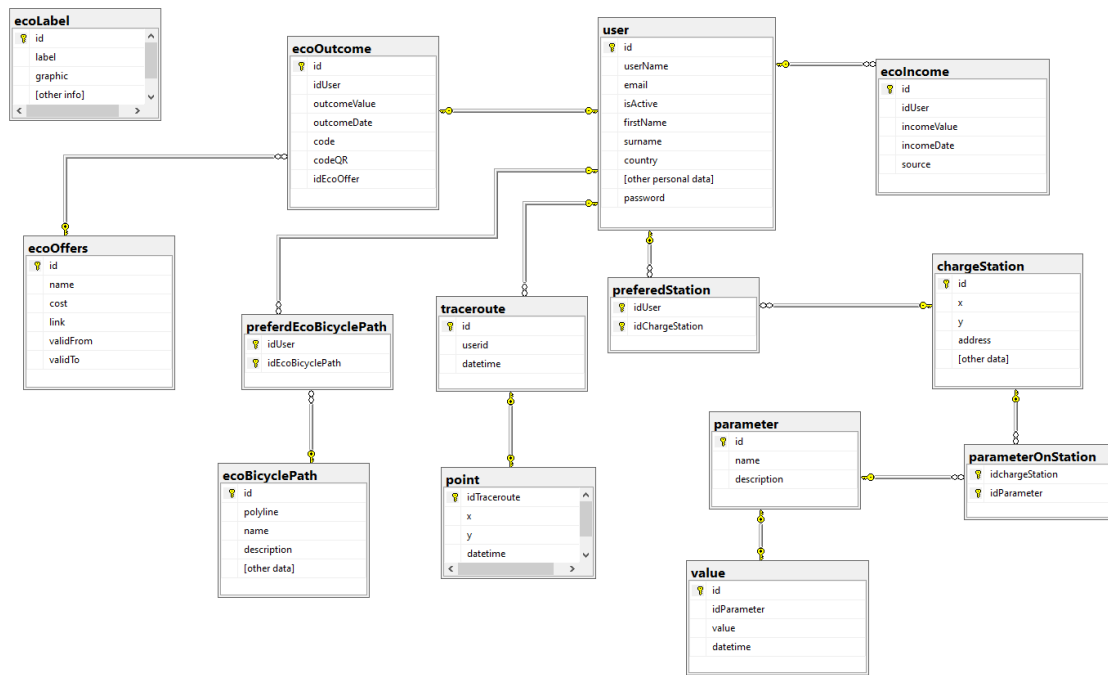 ecoLabel
id
label
graphic
[other info]
ecoOutcome
id
idUser
outcomeValue
outcomeDate
code
codeQR
idEcoOffer
user
id
userName
email
isActive
firstName
surname
country
[other personal data]
password
ecoIncome
id
idUser
incomeValue
incomeDate
source
ecoOffers
id
name
cost
link
validFrom
validTo
preferdEcoBicyclePath
idUser
idEcoBicyclePath
traceroute
id
userid
datetime
preferedStation
idUser
idChargeStation
chargeStation
id
x
y
address
[other data]
ecoBicyclePath
id
polyline
name
description
[other data]
point
idTraceroute
x
y
datetime
parameter
id
name
description
parameterOnStation
idchargeStation
idParameter
value
id
idParameter
value
datetime